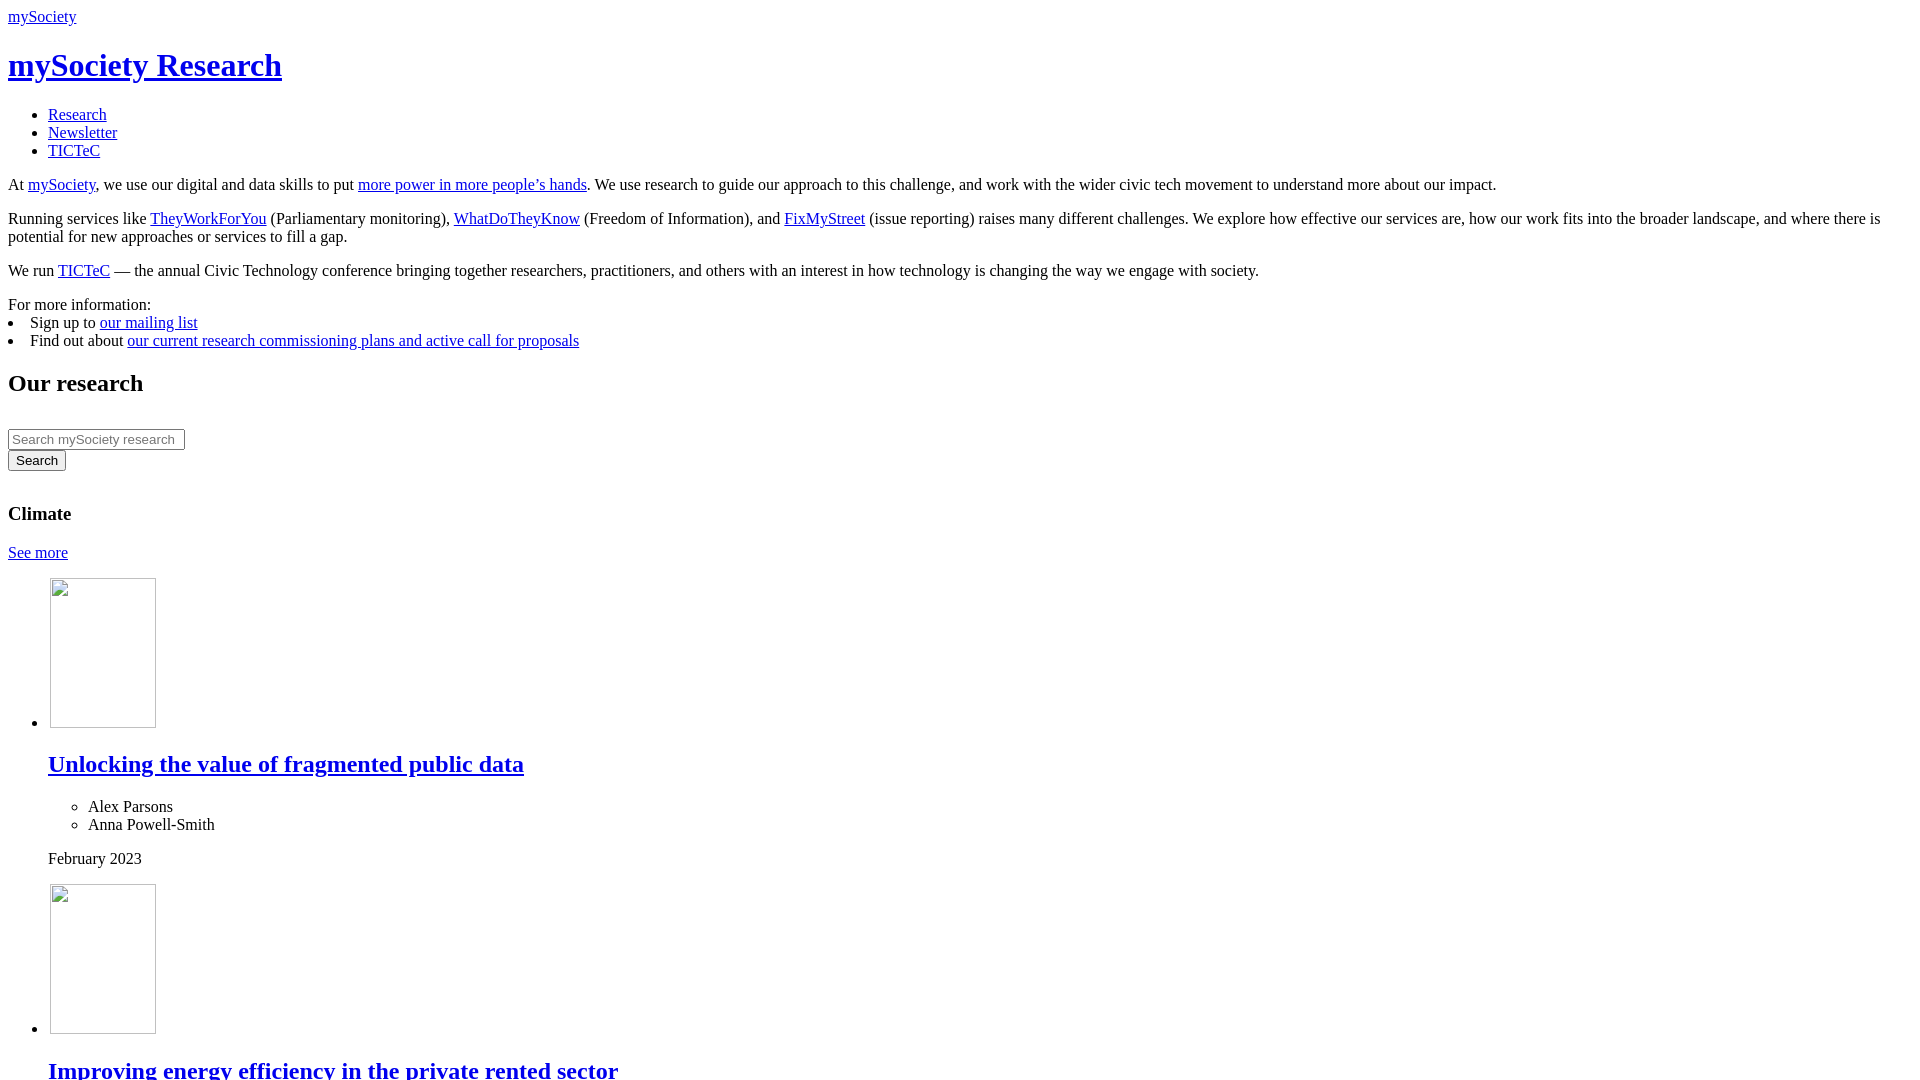 mySociety
mySociety Research
Research
Newsletter
TICTeC
At mySociety, we use our digital and data skills to put more power in more people’s hands. We use research to guide our approach to this challenge, and work with the wider civic tech movement to understand more about our impact.
Running services like TheyWorkForYou (Parliamentary monitoring), WhatDoTheyKnow (Freedom of Information), and FixMyStreet (issue reporting) raises many different challenges. We explore how effective our services are, how our work fits into the broader landscape, and where there is
potential for new approaches or services to fill a gap.
We run TICTeC — the annual Civic Technology conference bringing together researchers, practitioners, and others with an interest in how technology is changing the way we engage with society.
For more information:
Sign up to our mailing list
Find out about our current research commissioning plans and active call for proposals
Our research
Search mySociety research
Search
Climate
See more
Unlocking the value of fragmented public data
Alex Parsons
Anna Powell-Smith
February 2023
Improving energy efficiency in the private rented sector